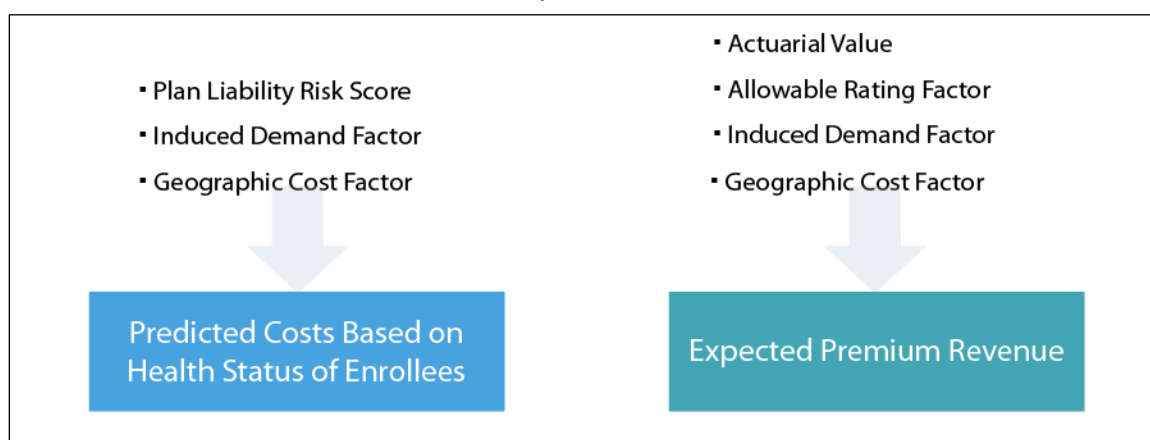 ▪ Plan Liability Risk Score
▪ Induced Demand Factor
▪ Geographic Cost Factor
Predicted Costs Based on
Health Status of Enrollees
▪ Actuarial Value
▪ Allowable Rating Factor
▪ Induced Demand Factor
▪ Geographic Cost Factor
Expected Premium Revenue